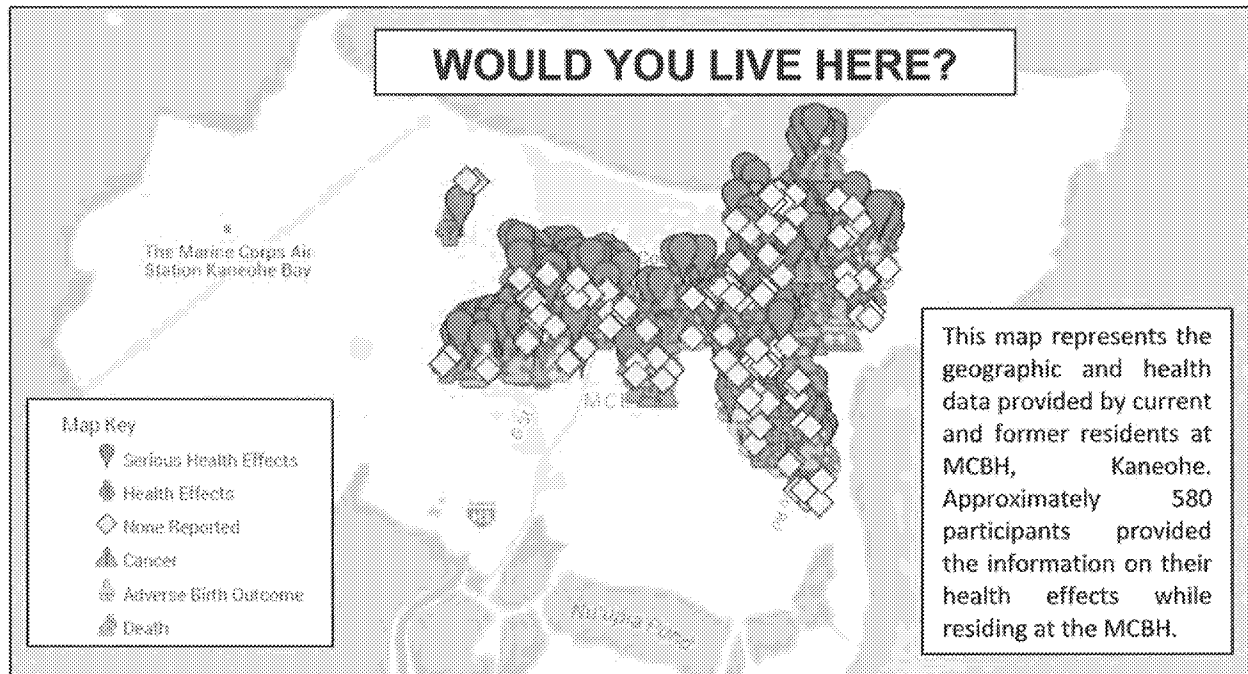 WOULD YOU LIVE HERE?
The Marine Corps Air
Station Kaneohe Bay
This map represents the
geographic and health
data provided by current
and former residents at
MCBH, Kaneohe.
Approximately 580
participants provided
the information on their
health effects while
residing at the MCBH.
Map Key
Serious Health Effects
Health Effects
None Reported
Cancer
Adverse Birth Outcome
Death
Nu'upia Pond